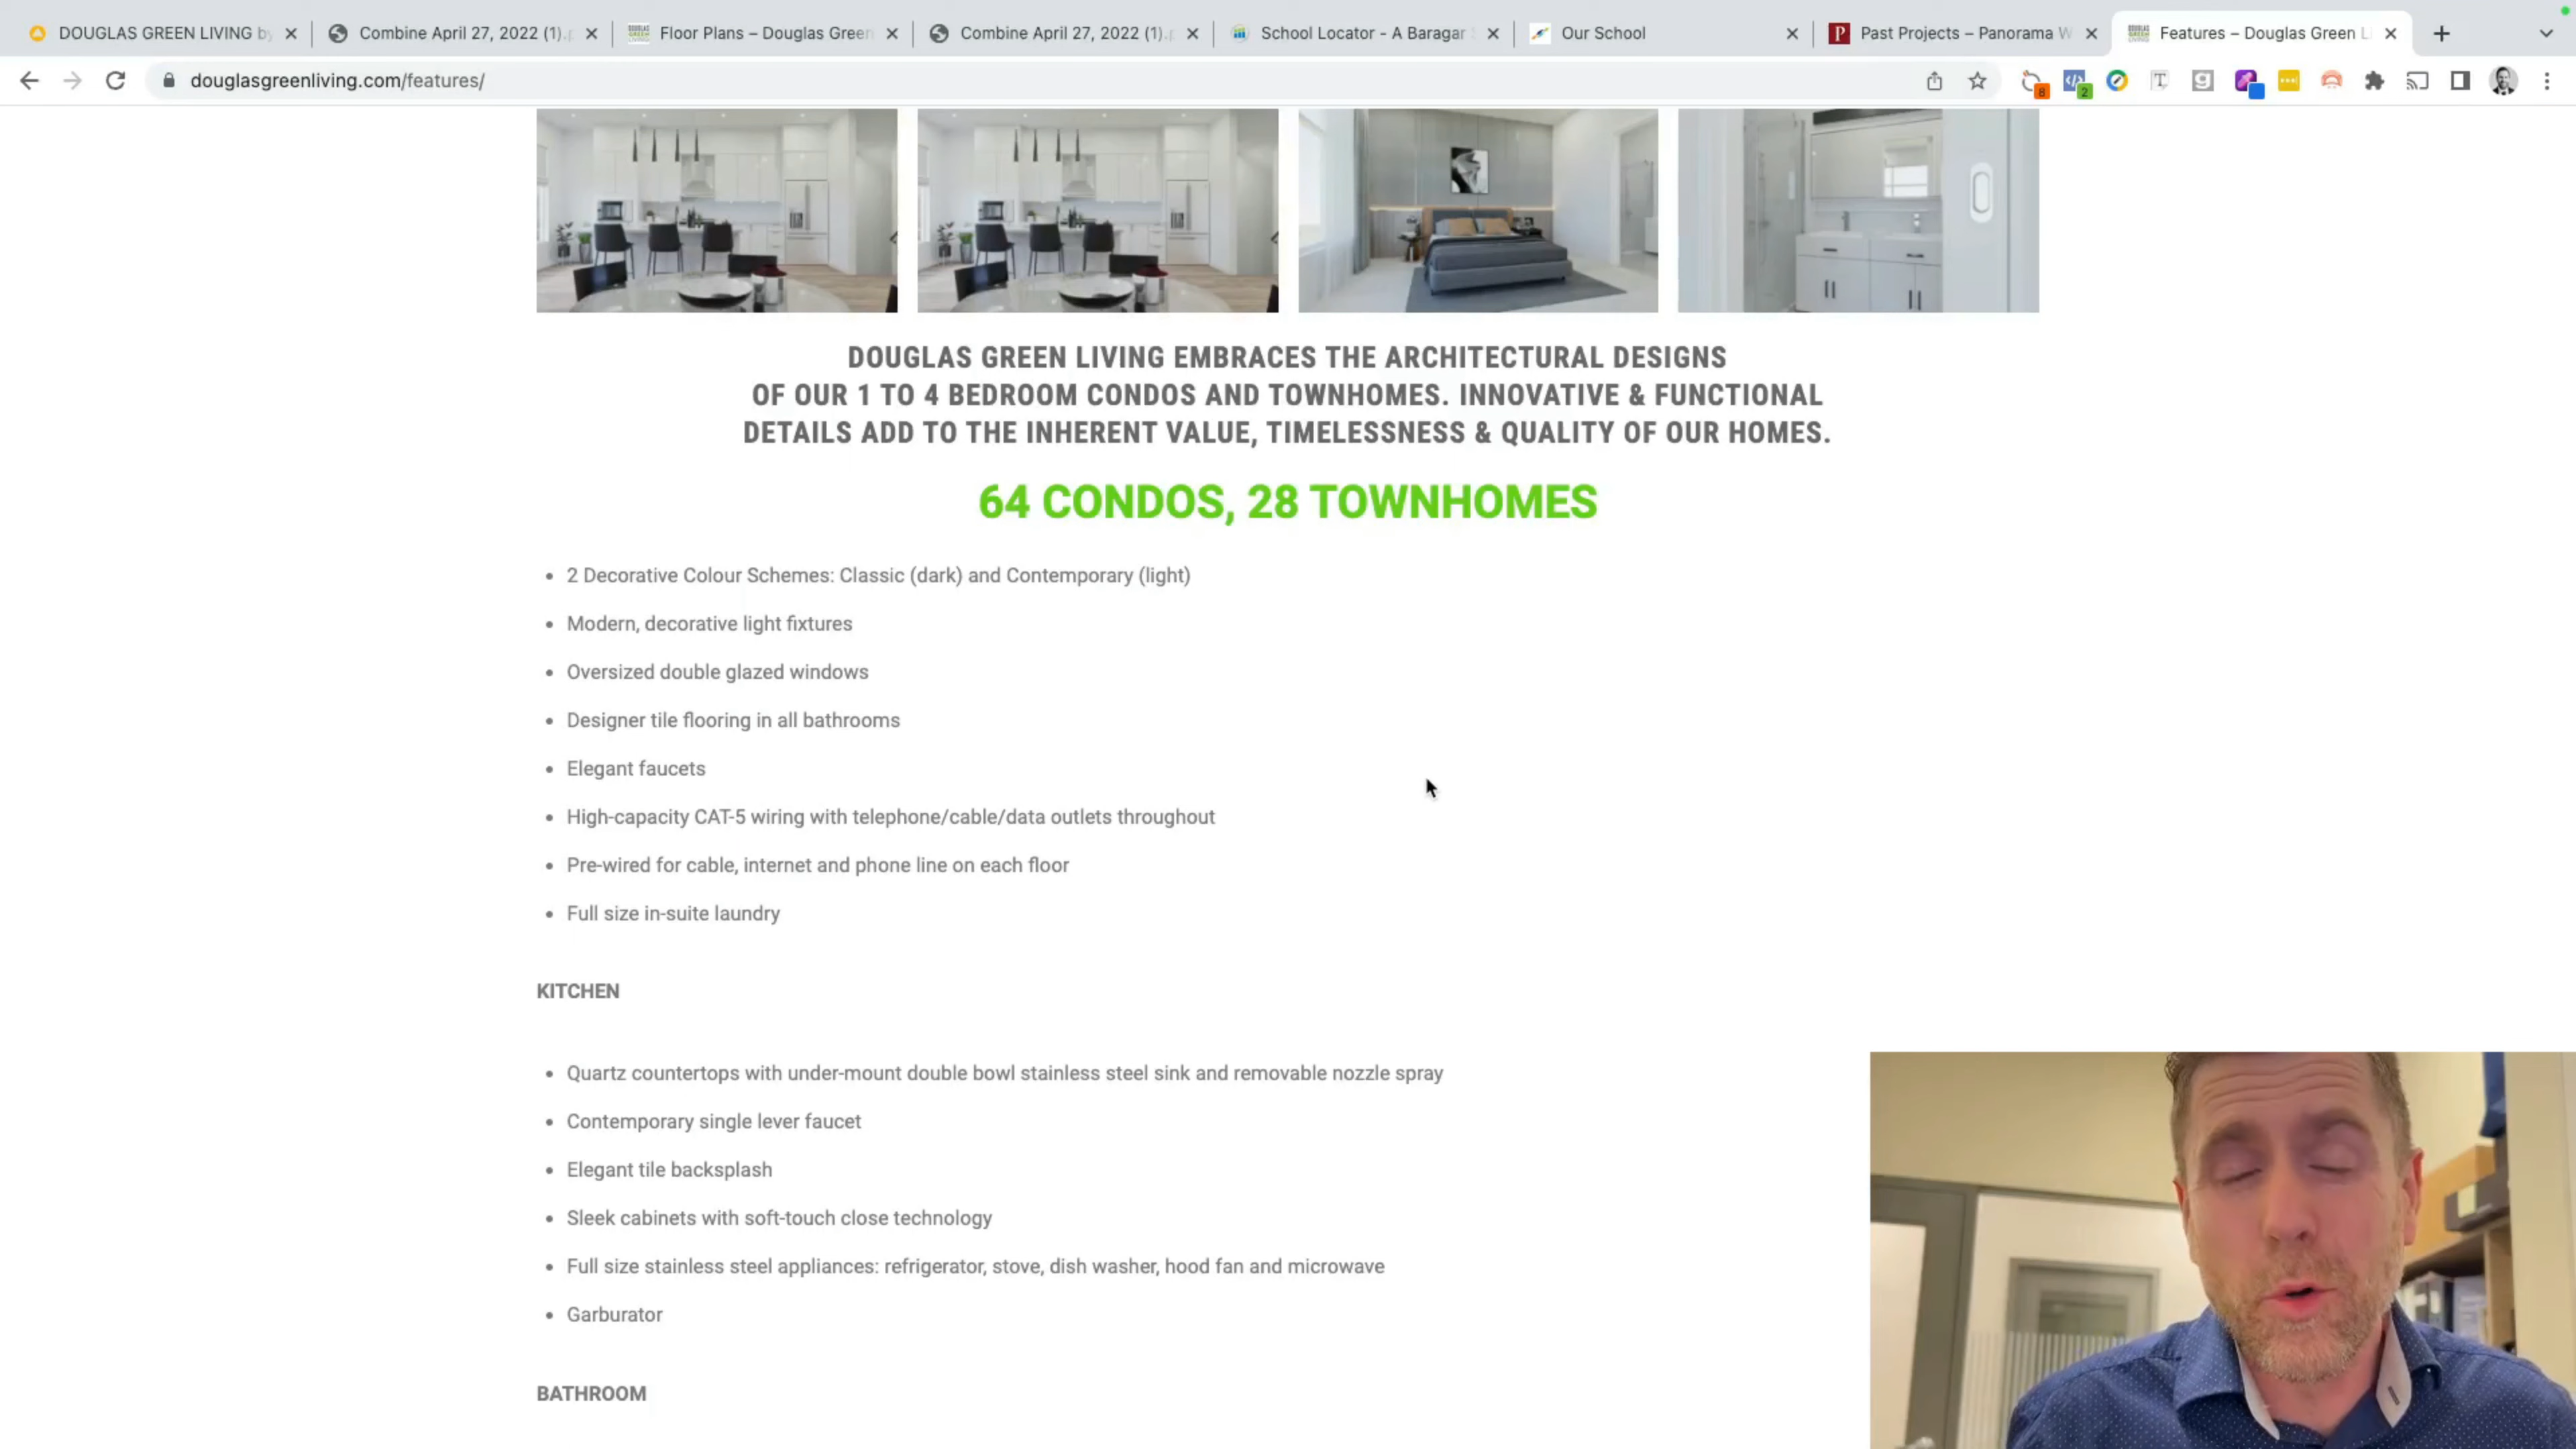 DOUGLAS GREEN LIVING by
Combine April 27, 2022 (1).p
Floor Plans – Douglas Green
Combine April 27, 2022 (1).p
School Locator - A Baragar S
Our School
Past Projects – Panorama W
Features – Douglas Green L
douglasgreenliving.com/features/
8
2
DOUGLAS GREEN LIVING EMBRACES THE ARCHITECTURAL DESIGNS
OF OUR 1 TO 4 BEDROOM CONDOS AND TOWNHOMES. INNOVATIVE & FUNCTIONAL
DETAILS ADD TO THE INHERENT VALUE, TIMELESSNESS & QUALITY OF OUR HOMES.
64 CONDOS, 28 TOWNHOMES
• 2 Decorative Colour Schemes: Classic (dark) and Contemporary (light)
• Modern, decorative light fixtures
• Oversized double glazed windows
• Designer tile flooring in all bathrooms
• Elegant faucets
• High-capacity CAT-5 wiring with telephone/cable/data outlets throughout
• Pre-wired for cable, internet and phone line on each floor
• Full size in-suite laundry
KITCHEN
• Quartz countertops with under-mount double bowl stainless steel sink and removable nozzle spray
• Contemporary single lever faucet
• Elegant tile backsplash
• Sleek cabinets with soft-touch close technology
• Full size stainless steel appliances: refrigerator, stove, dish washer, hood fan and microwave
• Garburator
BATHROOM